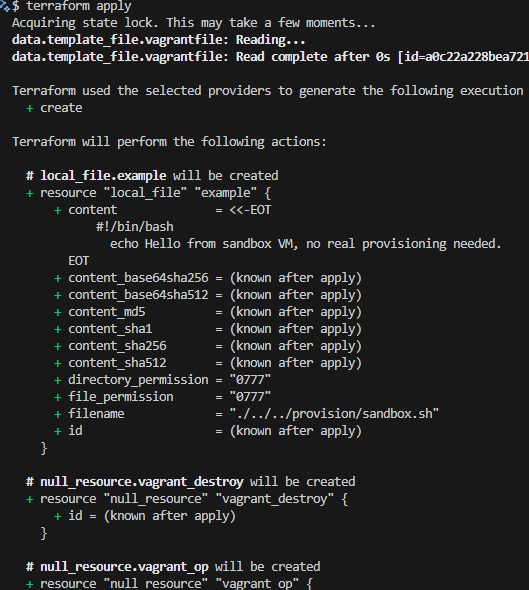 $ terraform apply
Acquiring state lock. This may take a few moments...
data.template_file.vagrantfile: Reading...
data.template_file.vagrantfile: Read complete after 0s [id=a0c22a228bea721
Terraform used the selected providers to generate the following execution
+ create
Terraform will perform the following actions:
# local_file.example will be created
+ resource "local_file" "example" {
+ content = <<-EOT
#!/bin/bash
echo Hello from sandbox VM, no real provisioning needed.
EOT
+ content_base64sha256 = (known after apply)
+ content_base64sha512 = (known after apply)
+ content_md5 = (known after apply)
+ content_sha1 = (known after apply)
+ content_sha256 = (known after apply)
+ content_sha512 = (known after apply)
+ directory_permission = "0777"
+ file_permission = "0777"
+ filename = "./../../provision/sandbox.sh"
+ id = (known after apply)
}
# null_resource.vagrant_destroy will be created
+ resource "null_resource" "vagrant_destroy" {
+ id = (known after apply)
}
# null_resource.vagrant_op will be created
+ resource "null_resource" "vagrant_op" {